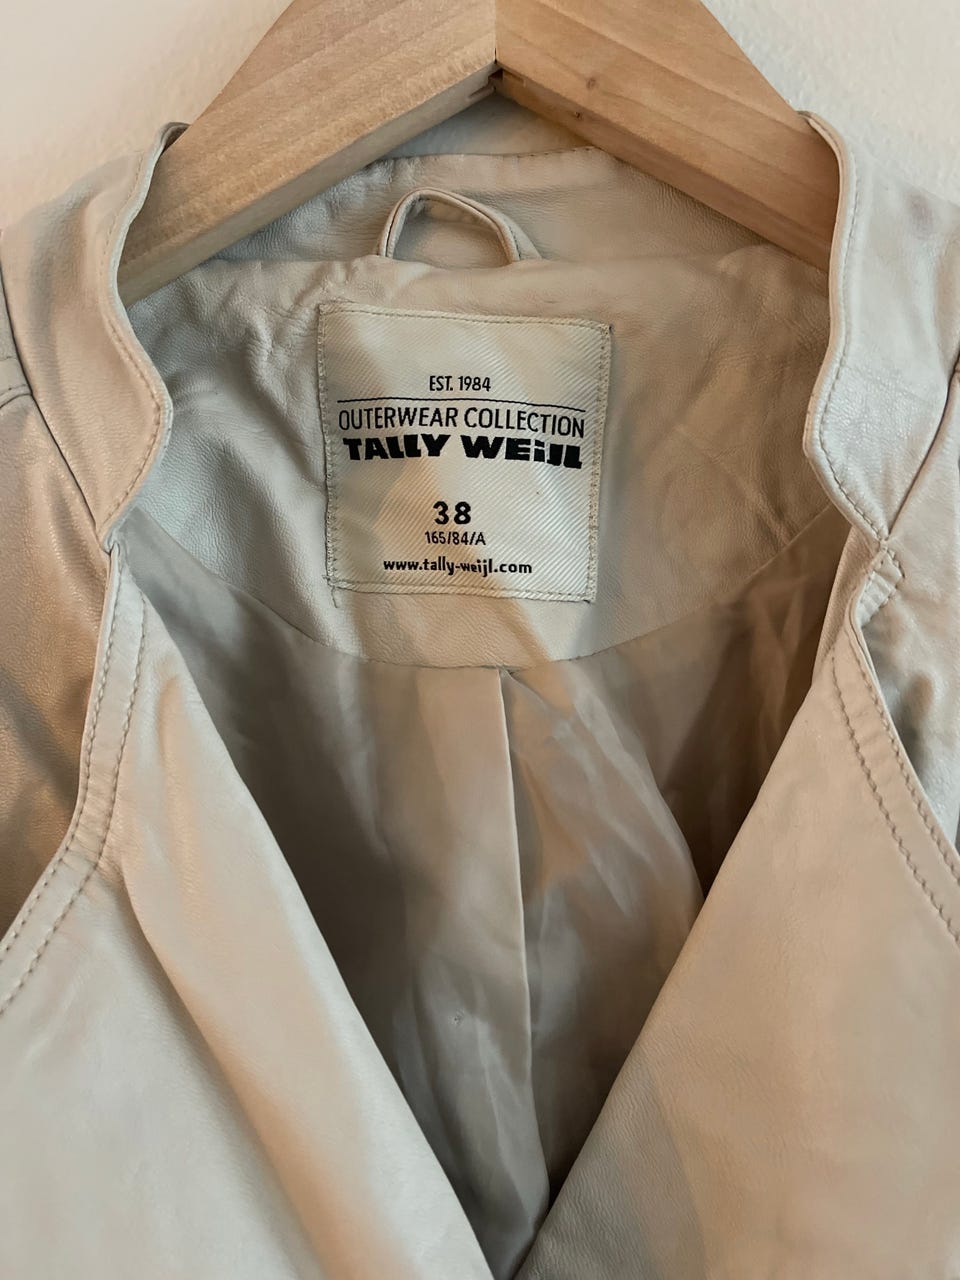 EST. 1984
OUTERWEAR COLLECTION
TALLY WEiJL
38
165/84/A
www.tally-weijl.com